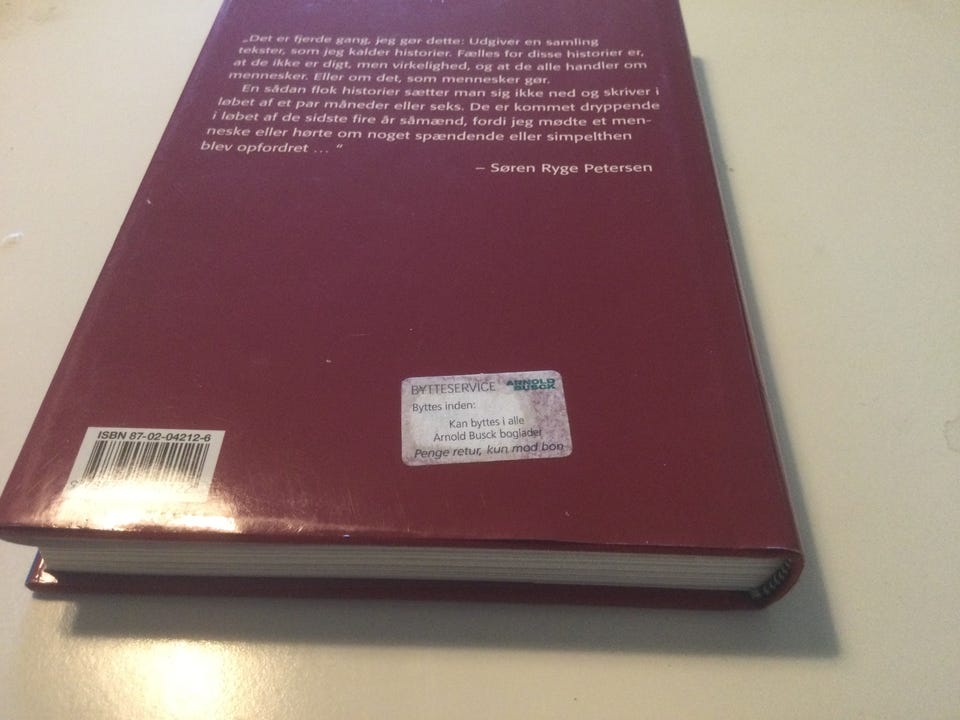 „Det er fjerde gang, jeg gør dette: Udgiver en samling
tekster, som jeg kalder historier. Fælles for disse historier er,
at de ikke er digt, men virkelighed, og at de alle handler om
mennesker. Eller om det, som mennesker gør.
En sådan flok historier sætter man sig ikke ned og skriver i
løbet af et par måneder eller seks. De er kommet dryppende
i løbet af de sidste fire år såmænd, fordi jeg mødte et men-
neske eller hørte om noget spændende eller simpelthen
blev opfordret ... “
– Søren Ryge Petersen
BYTTESERVICE ARNOLD
BUSCK
Byttes inden:
Kan byttes i alle
Arnold Busck boglader
Penge retur, kun mod bon
ISBN 87-02-04212-6